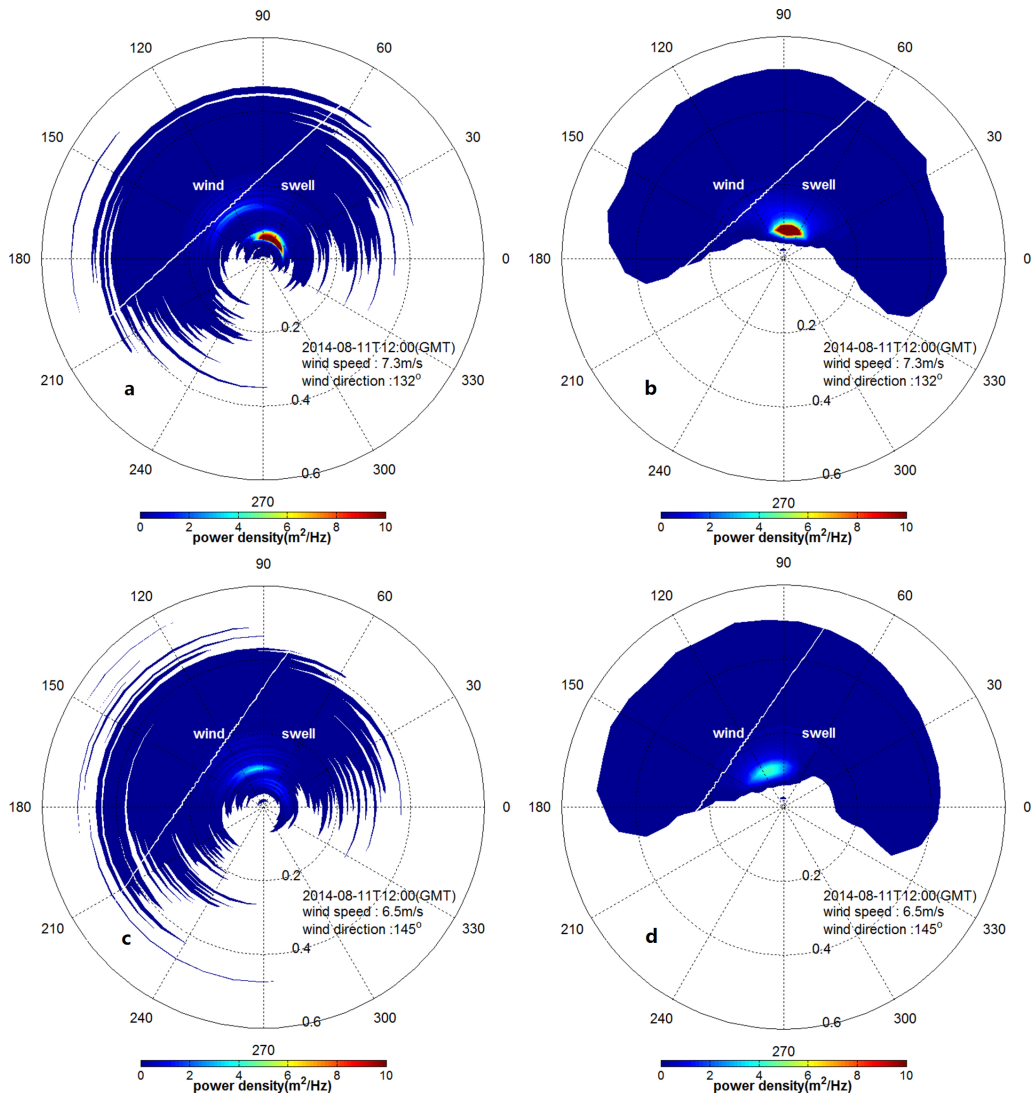 90
120
60
150
30
wind
swell
180
0
0.2
2014-08-11T12:00(GMT)
wind speed : 7.3m/s
wind direction :132°
210
a
330
0.4
240
300
0.6
270
0 2 4 6 8 10
power density(m²/Hz)
90
120
60
150
30
wind
swell
180
0
0.2
2014-08-11T12:00(GMT)
wind speed : 7.3m/s
wind direction :132°
210
b
330
0.4
240
300
0.6
270
0 2 4 6 8 10
power density(m²/Hz)
90
120
60
150
30
wind
swell
180
0
0.2
2014-08-11T12:00(GMT)
wind speed : 6.5m/s
wind direction :145°
210
c
330
0.4
240
300
0.6
270
0 2 4 6 8 10
power density(m²/Hz)
90
120
60
150
30
wind
swell
180
0
0.2
2014-08-11T12:00(GMT)
wind speed : 6.5m/s
wind direction :145°
210
d
330
0.4
240
300
0.6
270
0 2 4 6 8 10
power density(m²/Hz)